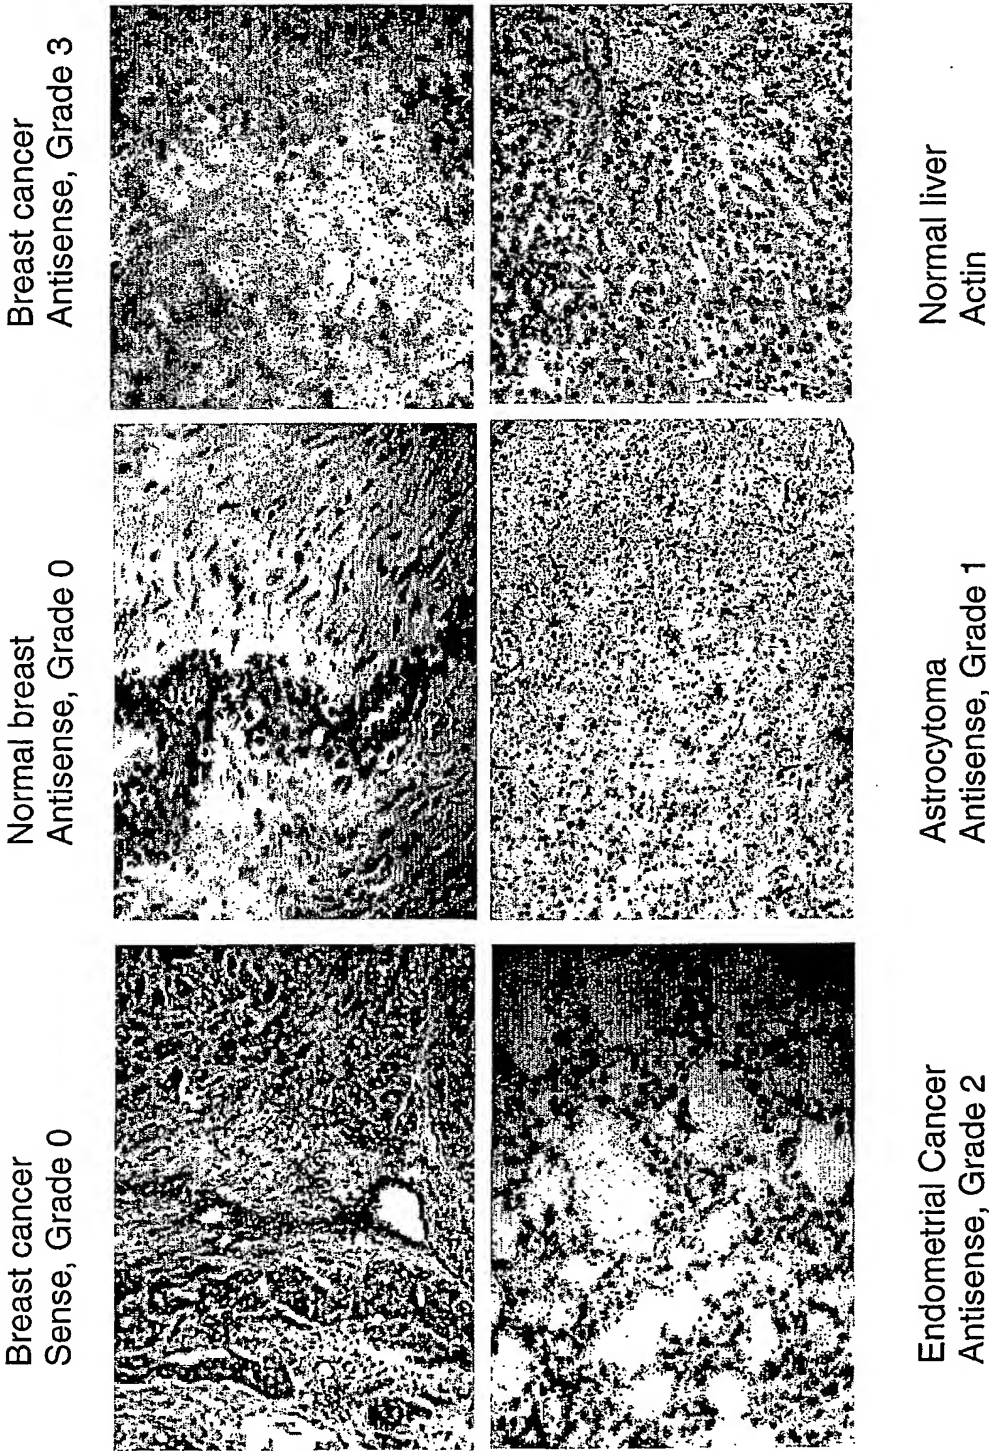 Breast cancer
Sense, Grade 0
Normal breast
Antisense, Grade 0
Breast cancer
Antisense, Grade 3
Endometrial Cancer
Antisense, Grade 2
Astrocytoma
Antisense, Grade 1
Normal liver
Actin